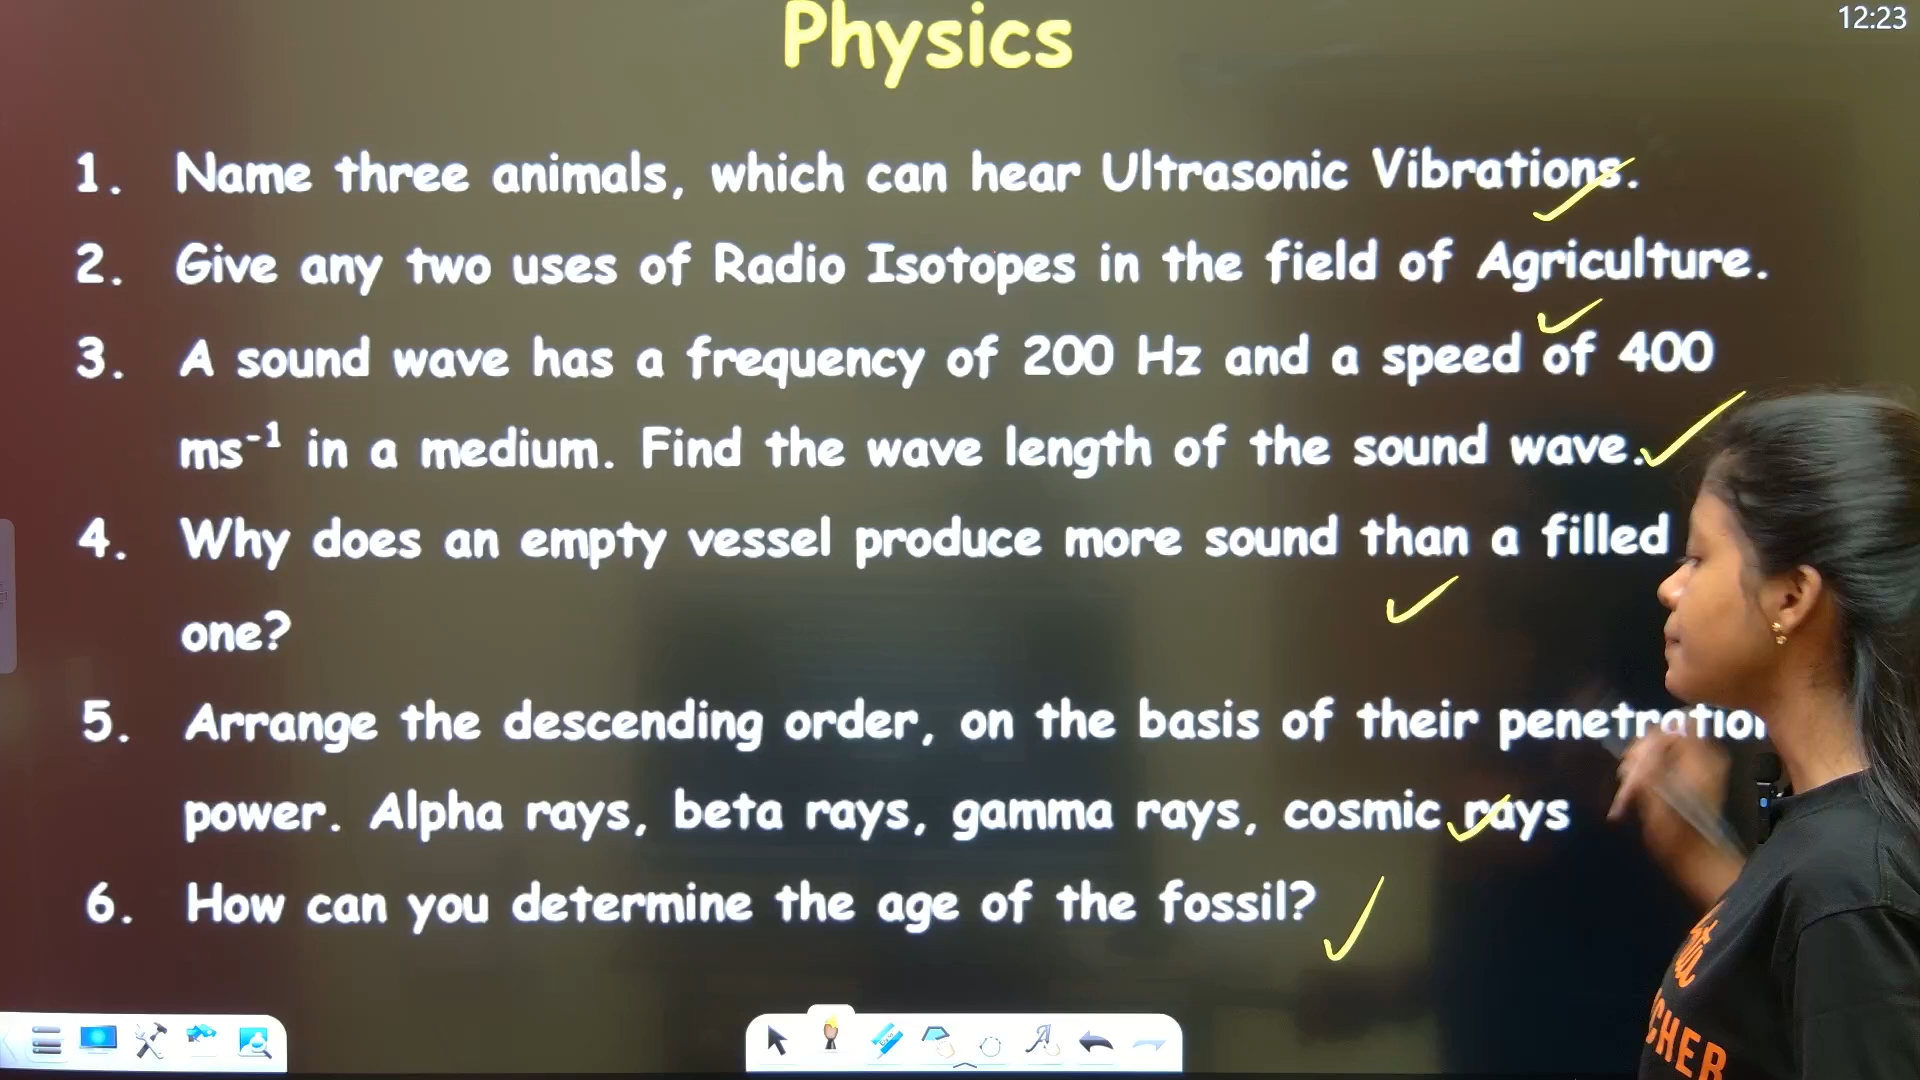 Physics
12:23
1. Name three animals, which can hear Ultrasonic Vibrations.
2. Give any two uses of Radio Isotopes in the field of Agriculture.
3. A sound wave has a frequency of 200 Hz and a speed of 400
ms⁻¹ in a medium. Find the wave length of the sound wave.
4. Why does an empty vessel produce more sound than a filled
one?
5. Arrange the descending order, on the basis of their penetration
power. Alpha rays, beta rays, gamma rays, cosmic rays
6. How can you determine the age of the fossil?